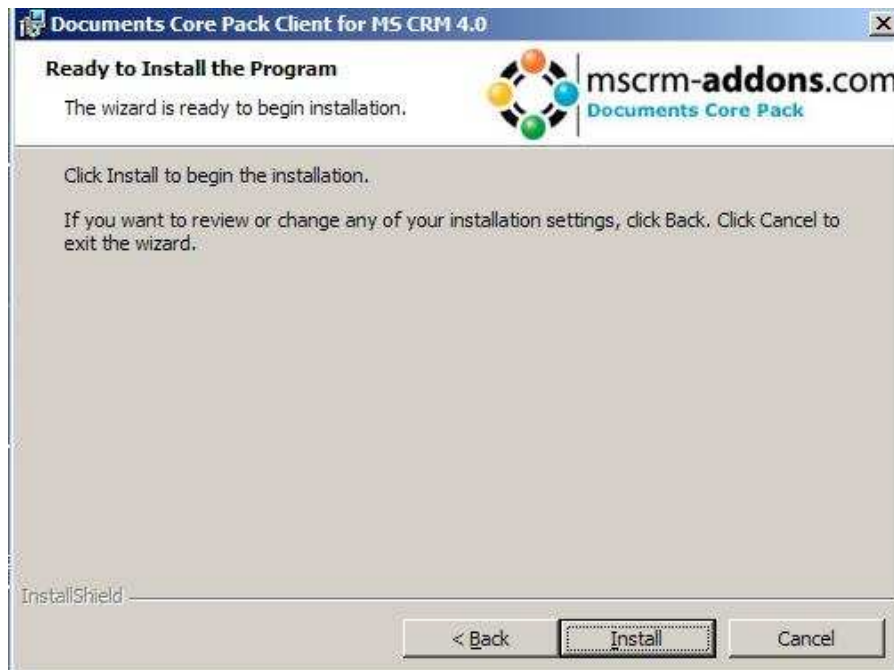 Documents Core Pack Client for MS CRM 4.0
Ready to Install the Program
The wizard is ready to begin installation.
mscrm-addons.com
Documents Core Pack
Click Install to begin the installation.
If you want to review or change any of your installation settings, click Back. Click Cancel to
exit the wizard.
InstallShield
< Back Install Cancel